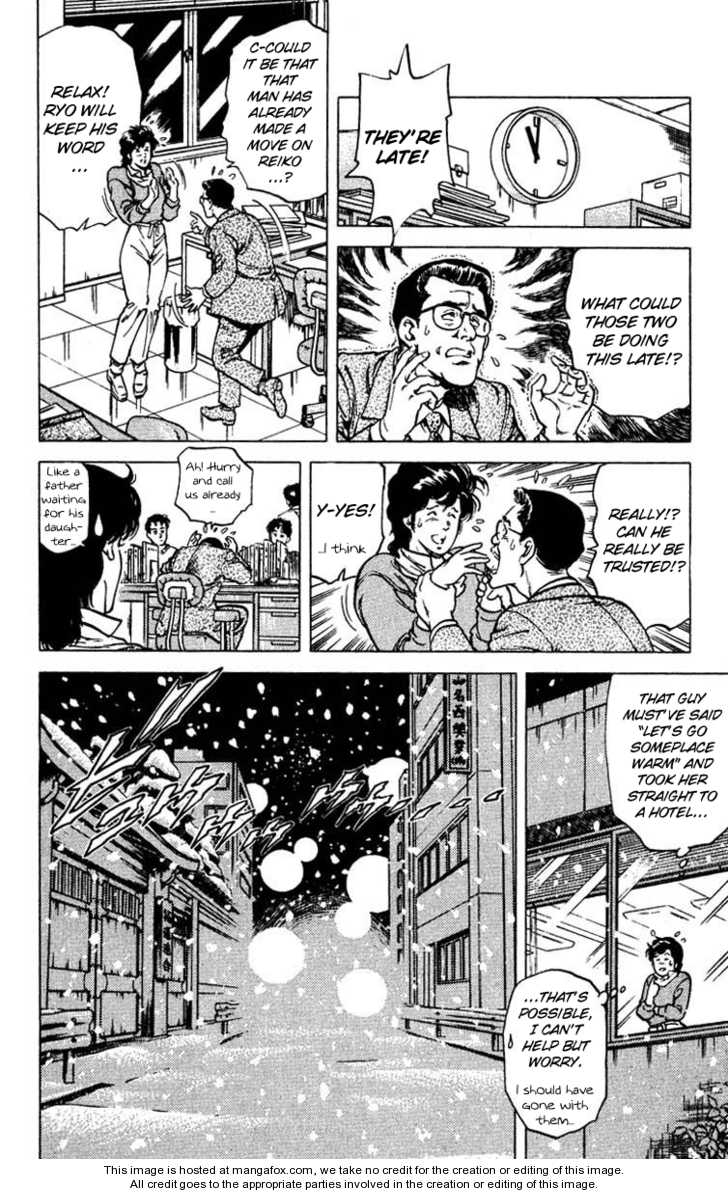 THEY'RE
LATE!
WHAT COULD
THOSE TWO
BE DOING
THIS LATE!?
C-COULD
IT BE THAT
THAT
MAN HAS
ALREADY
MADE A
MOVE ON
REIKO
...?
RELAX!
RYO WILL
KEEP HIS
WORD
...
REALLY!?
CAN HE
REALLY BE
TRUSTED!?
Y-YES!
...I think
Ah! Hurry
and call
us already
...
Like a
father
waiting
for his
daugh-
ter...
THAT GUY
MUST'VE SAID
"LET'S GO
SOMEPLACE
WARM" AND
TOOK HER
STRAIGHT TO
A HOTEL...
...THAT'S
POSSIBLE,
I CAN'T
HELP BUT
WORRY.
I should have
gone with
them...
This image is hosted at mangafox.com, we take no credit for the creation or editing of this image.
All credit goes to the appropriate parties involved in the creation or editing of this image.